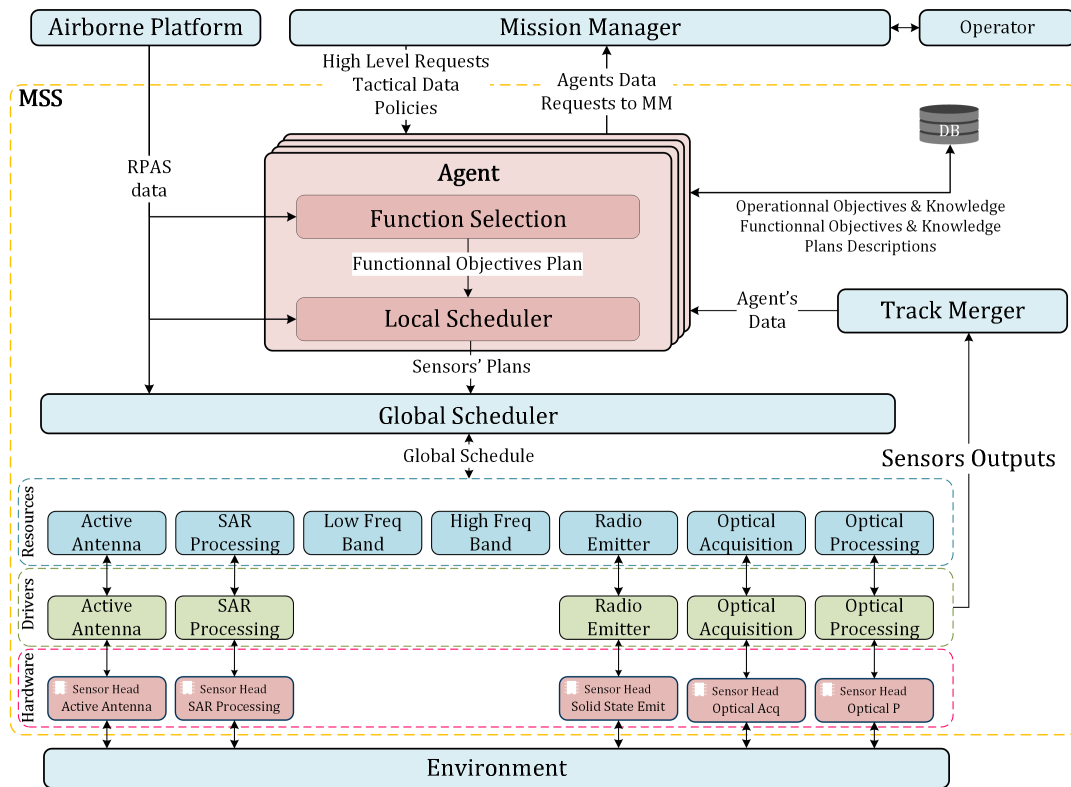 Airborne Platform
Mission Manager
Operator
High Level Requests
Tactical Data
Policies
Agents Data
Requests to MM
MSS
DB
RPAS
data
Agent
Function Selection
Functionnal Objectives Plan
Local Scheduler
Operationnal Objectives & Knowledge
Functionnal Objectives & Knowledge
Plans Descriptions
Agent's
Data
Track Merger
Sensors' Plans
Global Scheduler
Global Schedule
Sensors Outputs
Resources
Active
Antenna
SAR
Processing
Low Freq
Band
High Freq
Band
Radio
Emitter
Optical
Acquisition
Optical
Processing
Drivers
Active
Antenna
SAR
Processing
Radio
Emitter
Optical
Acquisition
Optical
Processing
Hardware
Sensor Head
Active Antenna
Sensor Head
SAR Processing
Sensor Head
Solid State Emit
Sensor Head
Optical Acq
Sensor Head
Optical P
Environment